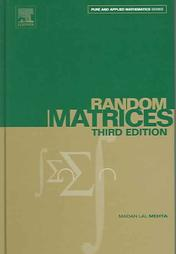 PURE AND APPLIED MATHEMATICS SERIES
RANDOM
MATRICES
THIRD EDITION
MADAN LAL MEHTA